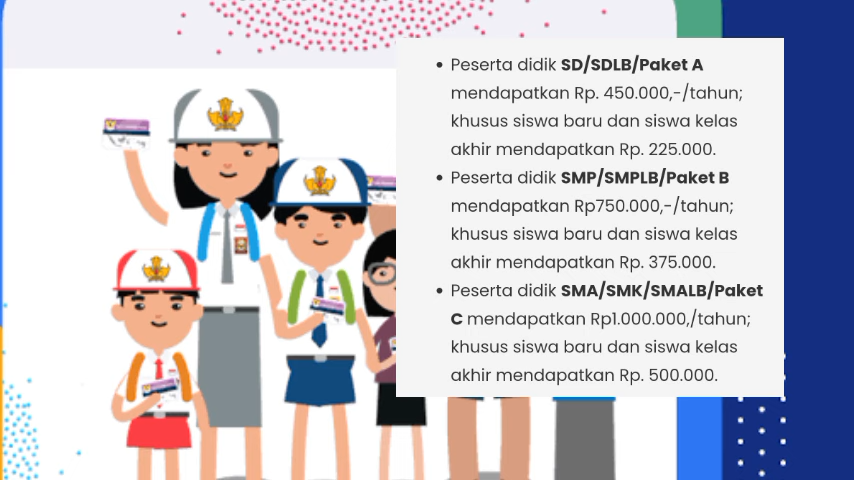 • Peserta didik SD/SDLB/Paket A
mendapatkan Rp. 450.000,-/tahun;
khusus siswa baru dan siswa kelas
akhir mendapatkan Rp. 225.000.
• Peserta didik SMP/SMPLB/Paket B
mendapatkan Rp750.000,-/tahun;
khusus siswa baru dan siswa kelas
akhir mendapatkan Rp. 375.000.
• Peserta didik SMA/SMK/SMALB/Paket
C mendapatkan Rp1.000.000,/tahun;
khusus siswa baru dan siswa kelas
akhir mendapatkan Rp. 500.000.